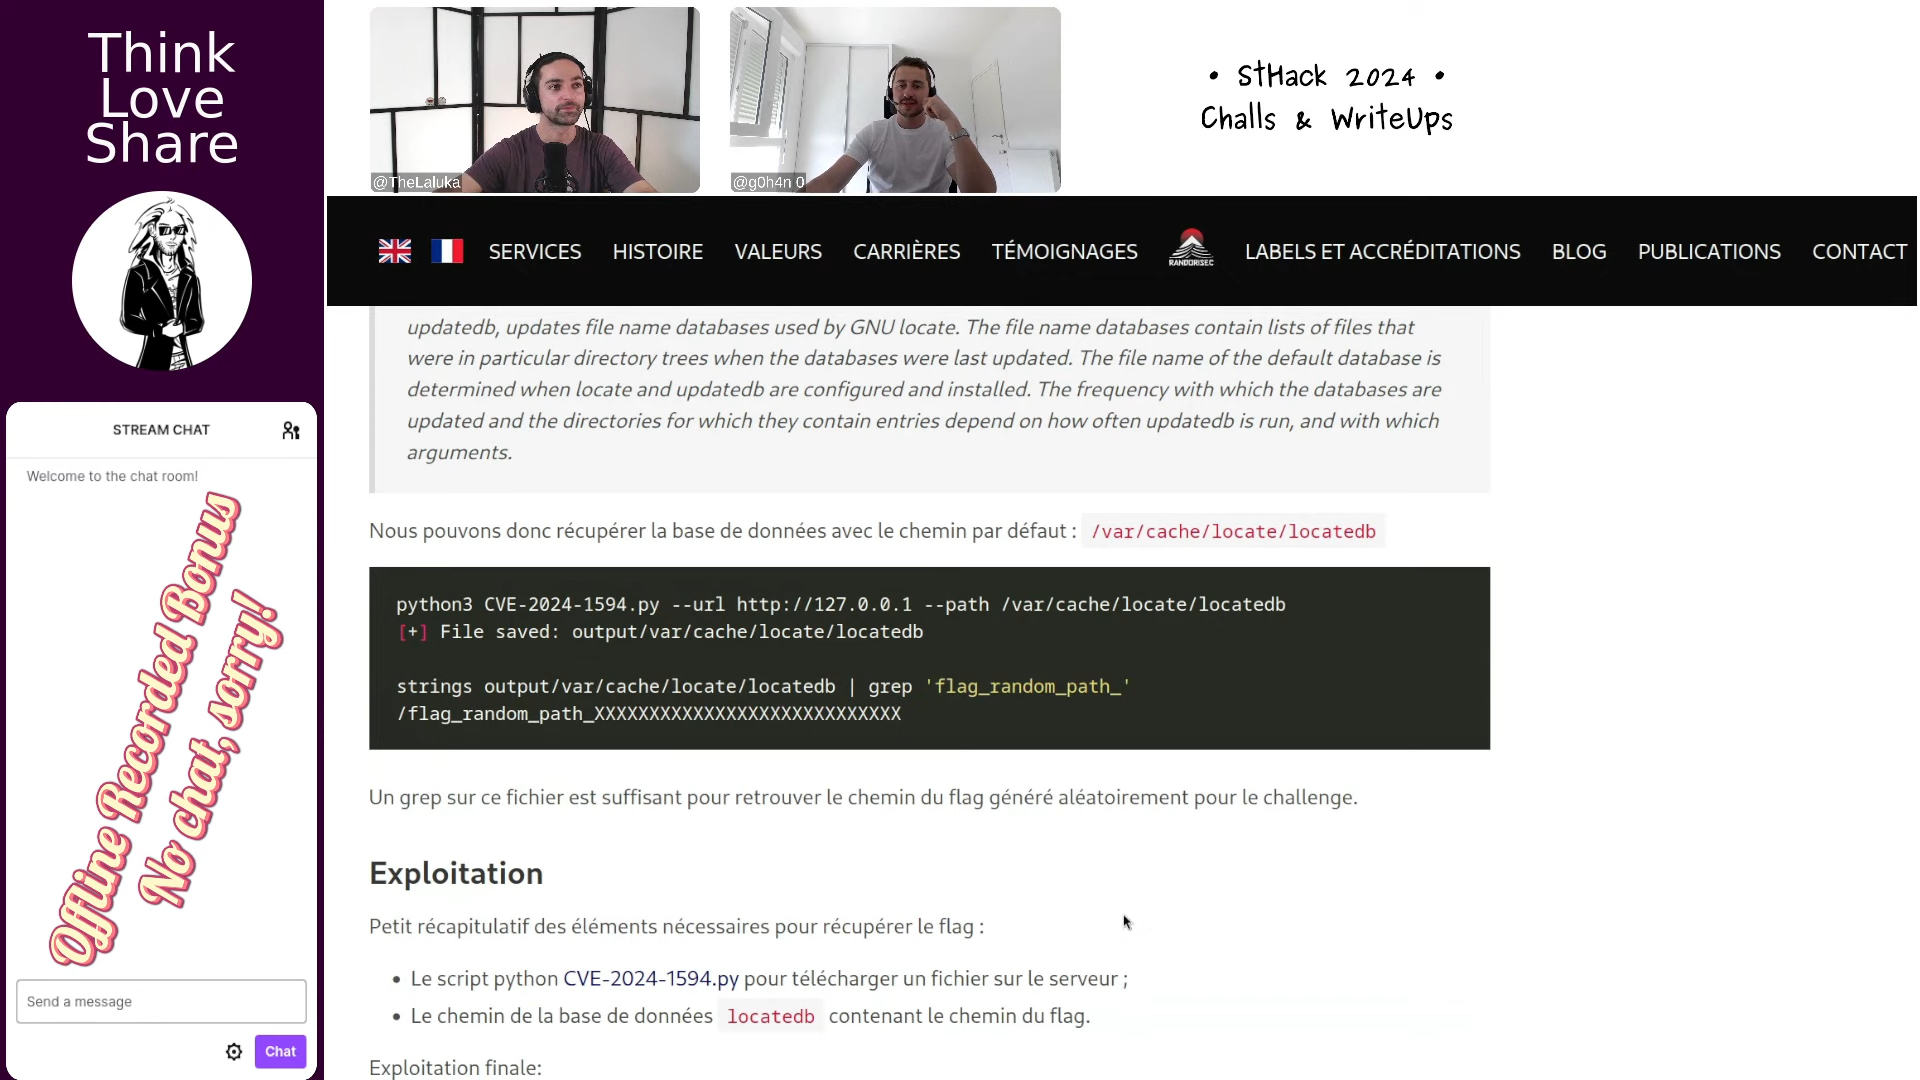 Think
Love
Share
@TheLaluka
@g0h4n 0
• StHack 2024 •
Challs & WriteUps
SERVICES HISTOIRE VALEURS CARRIÈRES TÉMOIGNAGES RANDORISEC LABELS ET ACCRÉDITATIONS BLOG PUBLICATIONS CONTACT
STREAM CHAT
Welcome to the chat room!
Offline Recorded Bonus
No chat, sorry!
Send a message
Chat
updatedb, updates file name databases used by GNU locate. The file name databases contain lists of files that
were in particular directory trees when the databases were last updated. The file name of the default database is
determined when locate and updatedb are configured and installed. The frequency with which the databases are
updated and the directories for which they contain entries depend on how often updatedb is run, and with which
arguments.
Nous pouvons donc récupérer la base de données avec le chemin par défaut : /var/cache/locate/locatedb
python3 CVE-2024-1594.py --url http://127.0.0.1 --path /var/cache/locate/locatedb
[+] File saved: output/var/cache/locate/locatedb
strings output/var/cache/locate/locatedb | grep 'flag_random_path_'
/flag_random_path_XXXXXXXXXXXXXXXXXXXXXXXXXXXX
Un grep sur ce fichier est suffisant pour retrouver le chemin du flag généré aléatoirement pour le challenge.
Exploitation
Petit récapitulatif des éléments nécessaires pour récupérer le flag :
• Le script python CVE-2024-1594.py pour télécharger un fichier sur le serveur ;
• Le chemin de la base de données locatedb contenant le chemin du flag.
Exploitation finale: